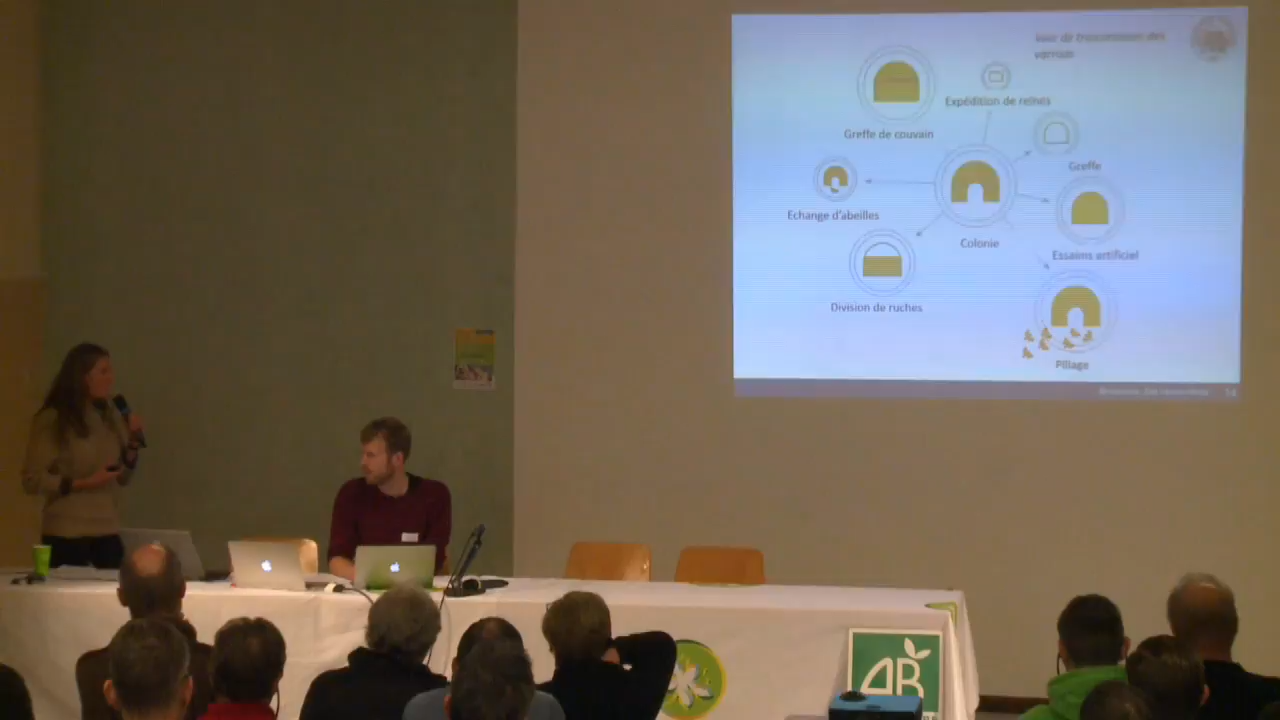 Voie de transmission des
varroas
Expédition de reines
Greffe de couvain
Greffe
Echange d'abeilles
Essaims artificiel
Colonie
Division de ruches
Pillage
14
AB